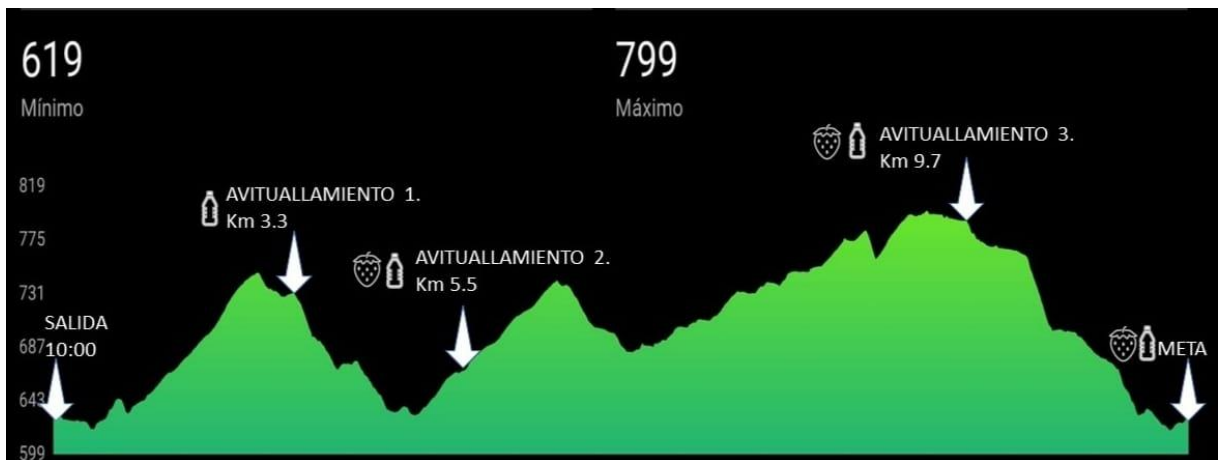 619
Mínimo
799
Máximo
AVITUALLAMIENTO 3.
Km 9.7
819
AVITUALLAMIENTO 1.
Km 3.3
775
AVITUALLAMIENTO 2.
Km 5.5
731
SALIDA
10:00
687
META
643
599